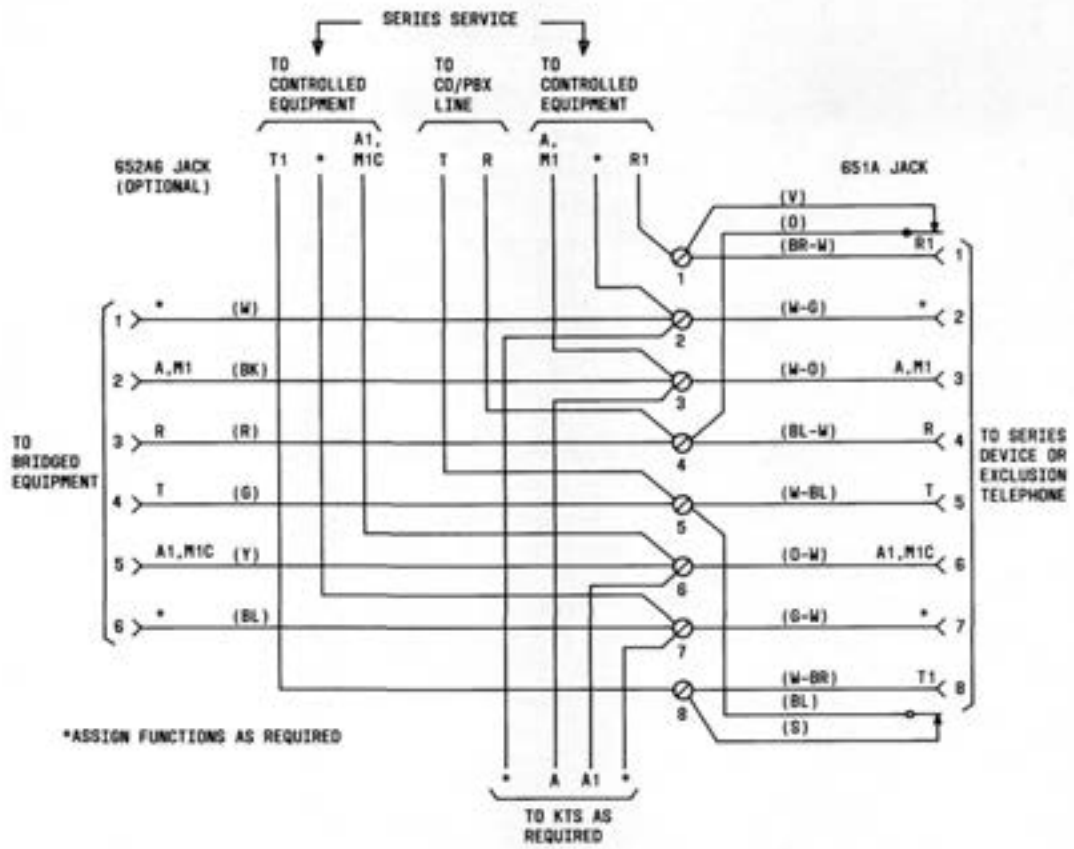 SERIES SERVICE
TO CONTROLLED EQUIPMENT
TO CO/PBX LINE
TO CONTROLLED EQUIPMENT
T1 * A1, M1C T R A, M1 * R1
652A6 JACK (OPTIONAL)
651A JACK
(V)
(O)
(BR-W) R1 1
1
1 * (W)
(W-G) * 2
2
2 A,M1 (BK)
(W-O) A,M1 3
3
3 R (R)
(BL-W) R 4
4
TO BRIDGED EQUIPMENT
TO SERIES DEVICE OR EXCLUSION TELEPHONE
4 T (G)
(W-BL) T 5
5
5 A1,M1C (Y)
(O-W) A1,M1C 6
6
6 * (BL)
(G-W) * 7
7
(W-BR) T1 8
8
(BL)
(S)
*ASSIGN FUNCTIONS AS REQUIRED
* A A1 *
TO KTS AS REQUIRED